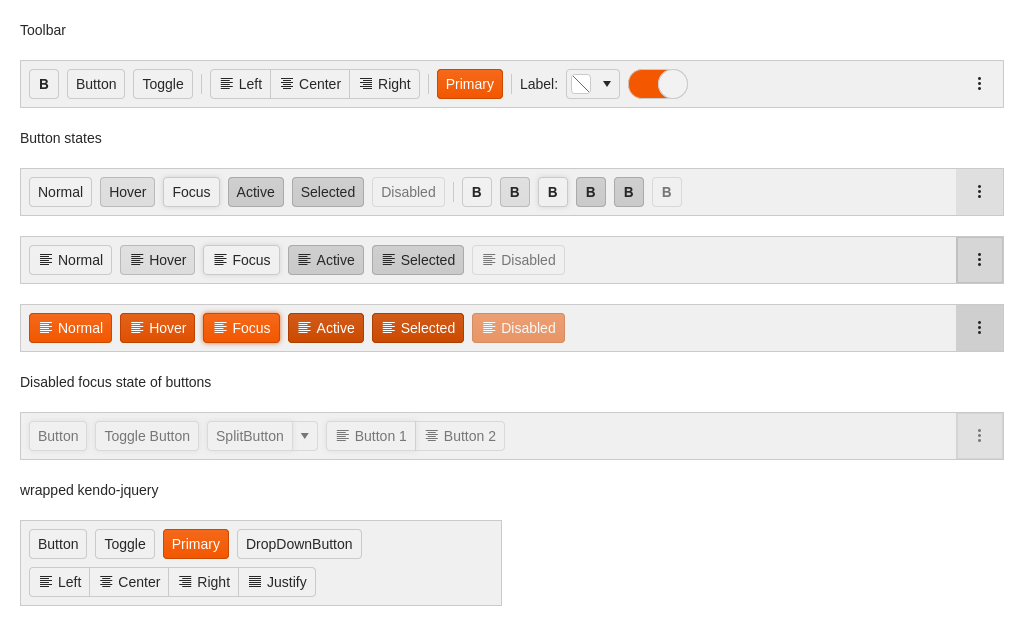 Toolbar
B Button Toggle Left Center Right Primary Label:
Button states
Normal Hover Focus Active Selected Disabled B B B B B B
Normal Hover Focus Active Selected Disabled
Normal Hover Focus Active Selected Disabled
Disabled focus state of buttons
Button Toggle Button SplitButton Button 1 Button 2
wrapped kendo-jquery
Button Toggle Primary DropDownButton
Left Center Right Justify